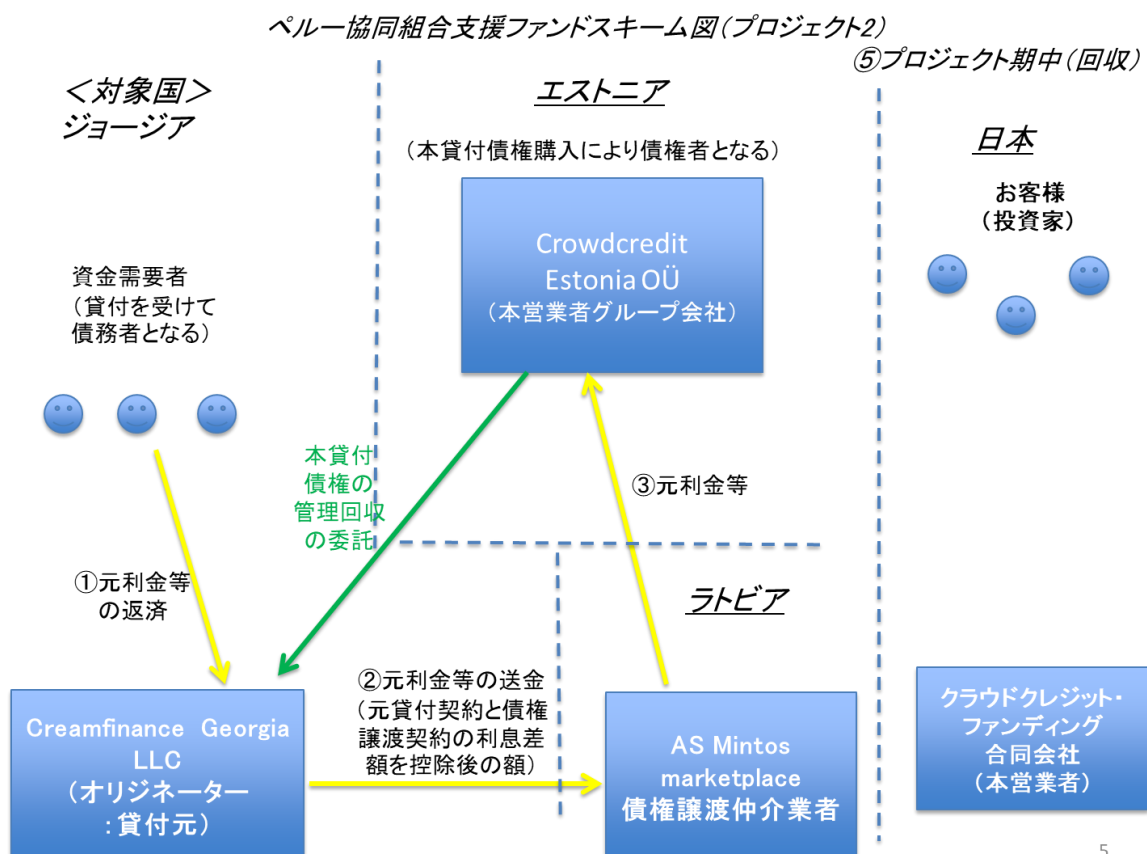 ペルー協同組合支援ファンドスキーム図（プロジェクト2）
⑤プロジェクト期中（回収）
＜対象国＞
ジョージア
エストニア
（本貸付債権購入により債権者となる）
日本
お客様
（投資家）
Crowdcredit
Estonia OÜ
（本営業者グループ会社）
資金需要者
（貸付を受けて
債務者となる）
本貸付
債権の
管理回収
の委託
③元利金等
①元利金等
の返済
ラトビア
②元利金等の送金
（元貸付契約と債権
譲渡契約の利息差
額を控除後の額）
Creamfinance Georgia
LLC
（オリジネーター
：貸付元）
AS Mintos
marketplace
債権譲渡仲介業者
クラウドクレジット・
ファンディング
合同会社
（本営業者）
5